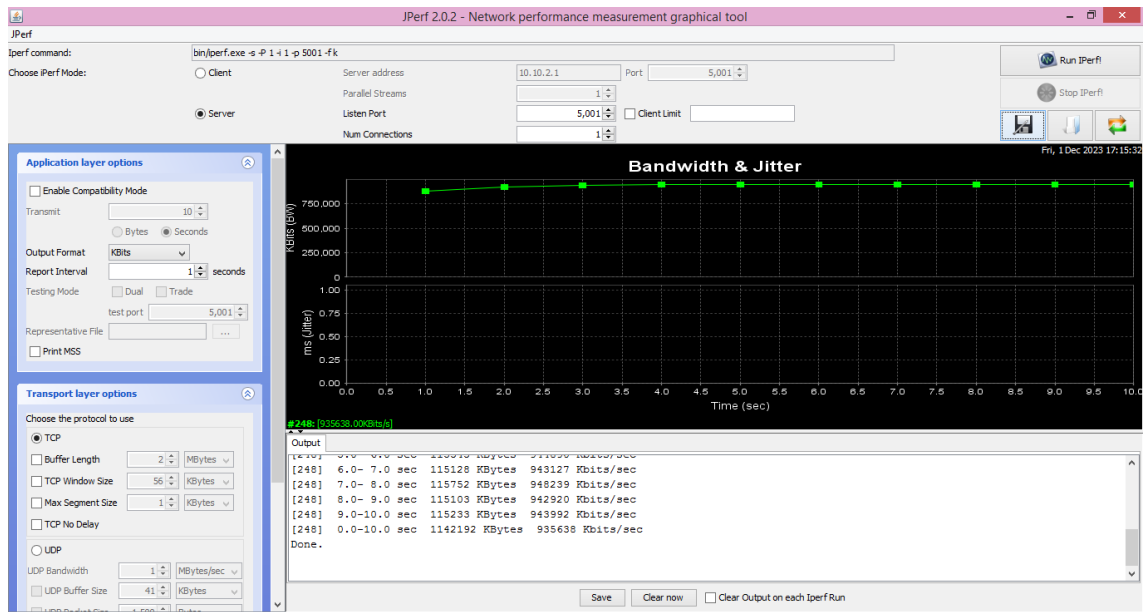 JPerf 2.0.2 - Network performance measurement graphical tool
JPerf
Iperf command:
bin/iperf.exe -s -P 1 -i 1 -p 5001 -f k
Choose iPerf Mode:
Client
Server address
10.10.2.1
Port
5,001
Parallel Streams
1
Server
Listen Port
5,001
Client Limit
Num Connections
1
Run IPerf!
Stop IPerf!
Application layer options
Enable Compatibility Mode
Transmit
10
Bytes
Seconds
Output Format
KBits
Report Interval
1
seconds
Testing Mode
Dual
Trade
test port
5,001
Representative File
...
Print MSS
Transport layer options
Choose the protocol to use
TCP
Buffer Length
2
MBytes
TCP Window Size
56
KBytes
Max Segment Size
1
KBytes
TCP No Delay
UDP
UDP Bandwidth
1
MBytes/sec
UDP Buffer Size
41
KBytes
Fri, 1 Dec 2023 17:15:32
Bandwidth & Jitter
KBits (BW)
750,000
500,000
250,000
0
ms (Jitter)
1.00
0.75
0.50
0.25
0.00
0.0 0.5 1.0 1.5 2.0 2.5 3.0 3.5 4.0 4.5 5.0 5.5 6.0 6.5 7.0 7.5 8.0 8.5 9.0 9.5 10.0
Time (sec)
#248: [935638.00KBits/s]
Output
[248] 6.0- 7.0 sec 115128 KBytes 943127 Kbits/sec
[248] 7.0- 8.0 sec 115752 KBytes 948239 Kbits/sec
[248] 8.0- 9.0 sec 115103 KBytes 942920 Kbits/sec
[248] 9.0-10.0 sec 115233 KBytes 943992 Kbits/sec
[248] 0.0-10.0 sec 1142192 KBytes 935638 Kbits/sec
Done.
Save
Clear now
Clear Output on each Iperf Run